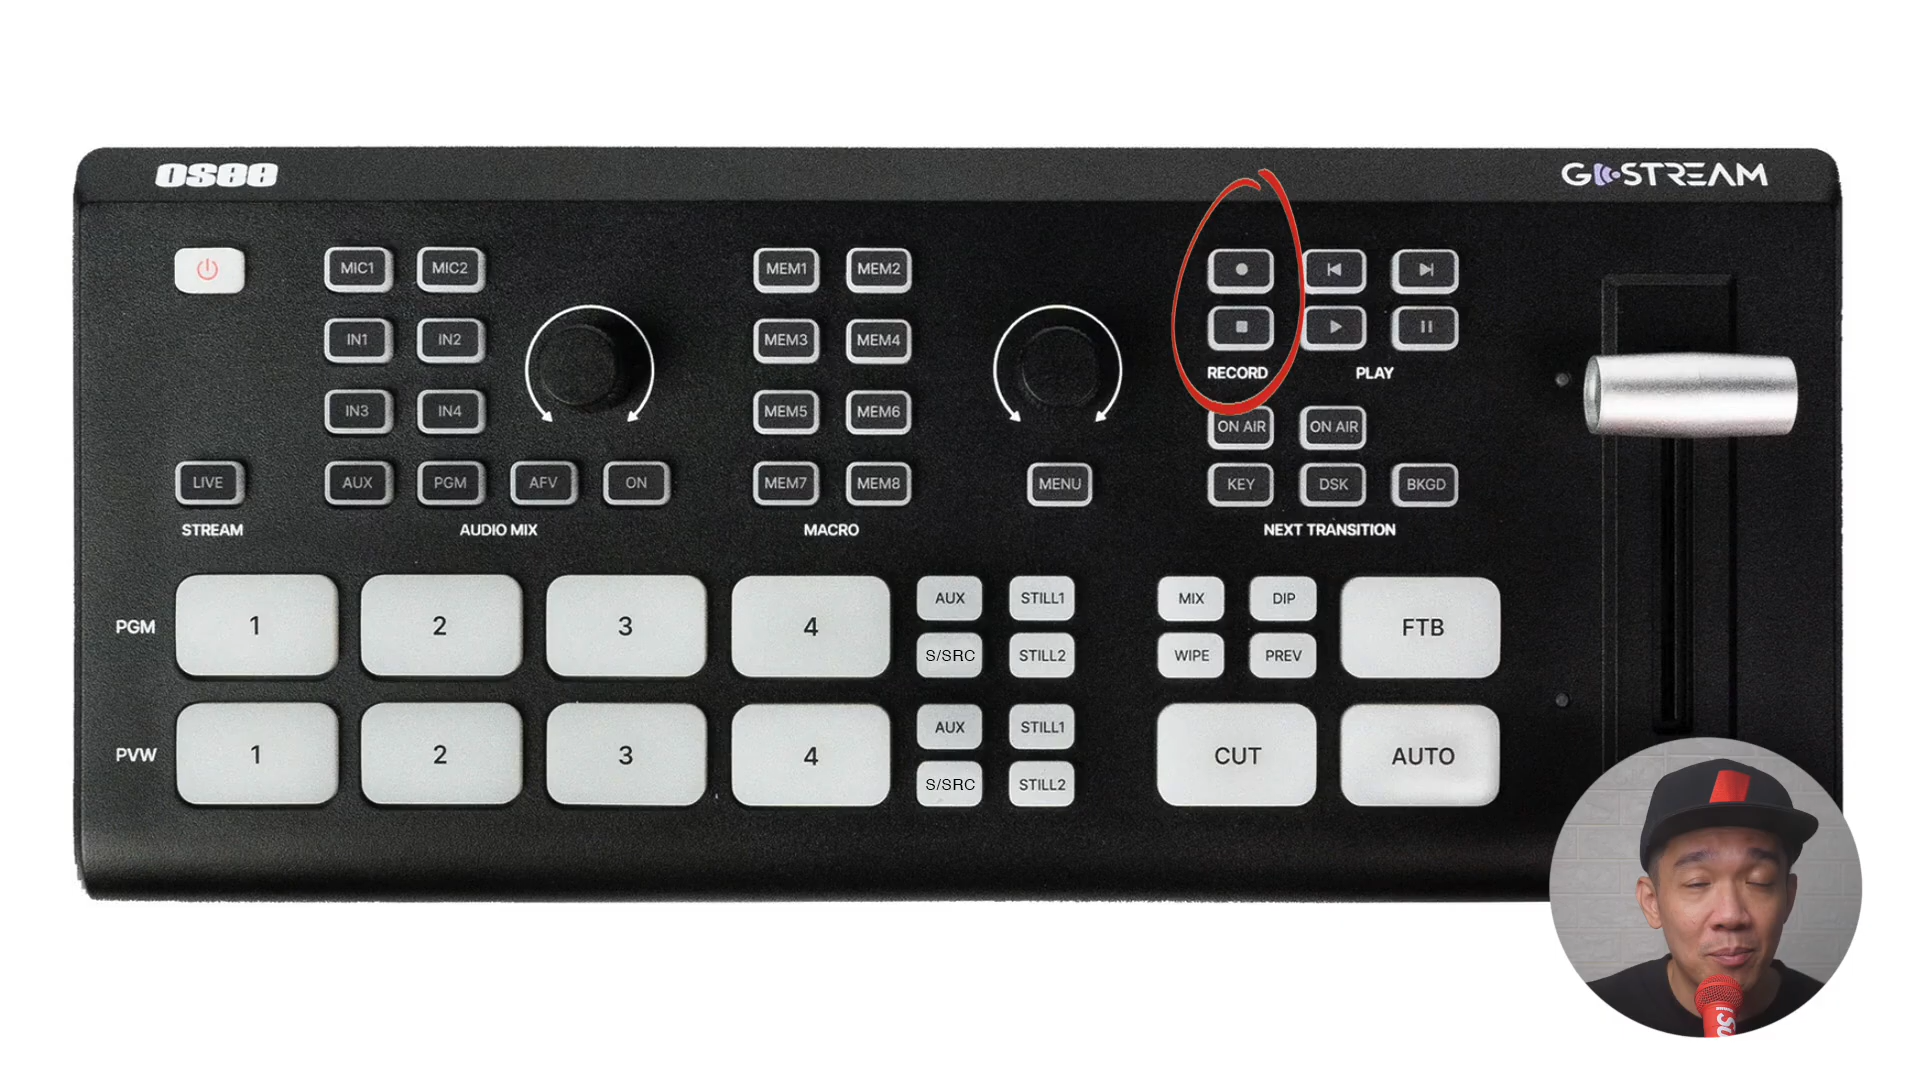 OSEE
GOSTREAM
MIC1 MIC2 MEM1 MEM2
IN1 IN2 MEM3 MEM4
RECORD PLAY
IN3 IN4 MEM5 MEM6 ON AIR ON AIR
LIVE AUX PGM AFV ON MEM7 MEM8 MENU KEY DSK BKGD
STREAM AUDIO MIX MACRO NEXT TRANSITION
PGM 1 2 3 4 AUX STILL1 MIX DIP FTB
S/SRC STILL2 WIPE PREV
PVW 1 2 3 4 AUX STILL1 CUT AUTO
S/SRC STILL2